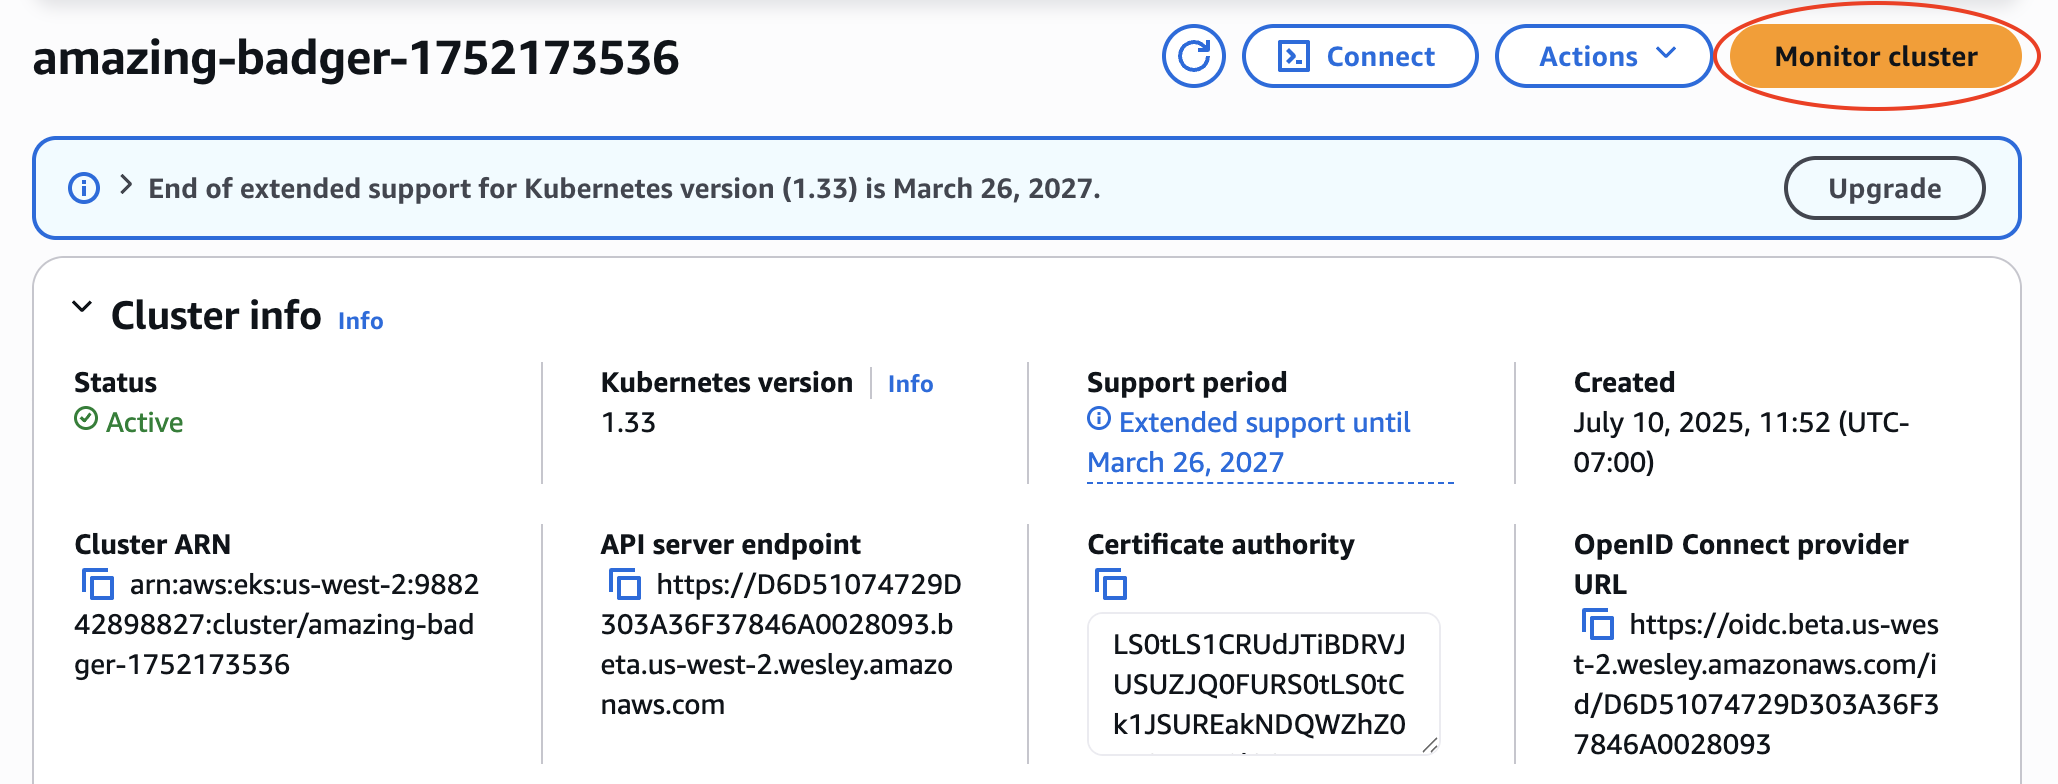 amazing-badger-1752173536
Connect
Actions
Monitor cluster
End of extended support for Kubernetes version (1.33) is March 26, 2027.
Upgrade
Cluster info Info
Status
Active
Kubernetes version Info
1.33
Support period
Extended support until
March 26, 2027
Created
July 10, 2025, 11:52 (UTC-
07:00)
Cluster ARN
arn:aws:eks:us-west-2:9882
42898827:cluster/amazing-bad
ger-1752173536
API server endpoint
https://D6D51074729D
303A36F37846A0028093.b
eta.us-west-2.wesley.amazo
naws.com
Certificate authority
LS0tLS1CRUdJTiBDRVJ
USUZJQ0FURS0tLS0tC
k1JSUREakNDQWZhZ0
OpenID Connect provider
URL
https://oidc.beta.us-wes
t-2.wesley.amazonaws.com/i
d/D6D51074729D303A36F3
7846A0028093